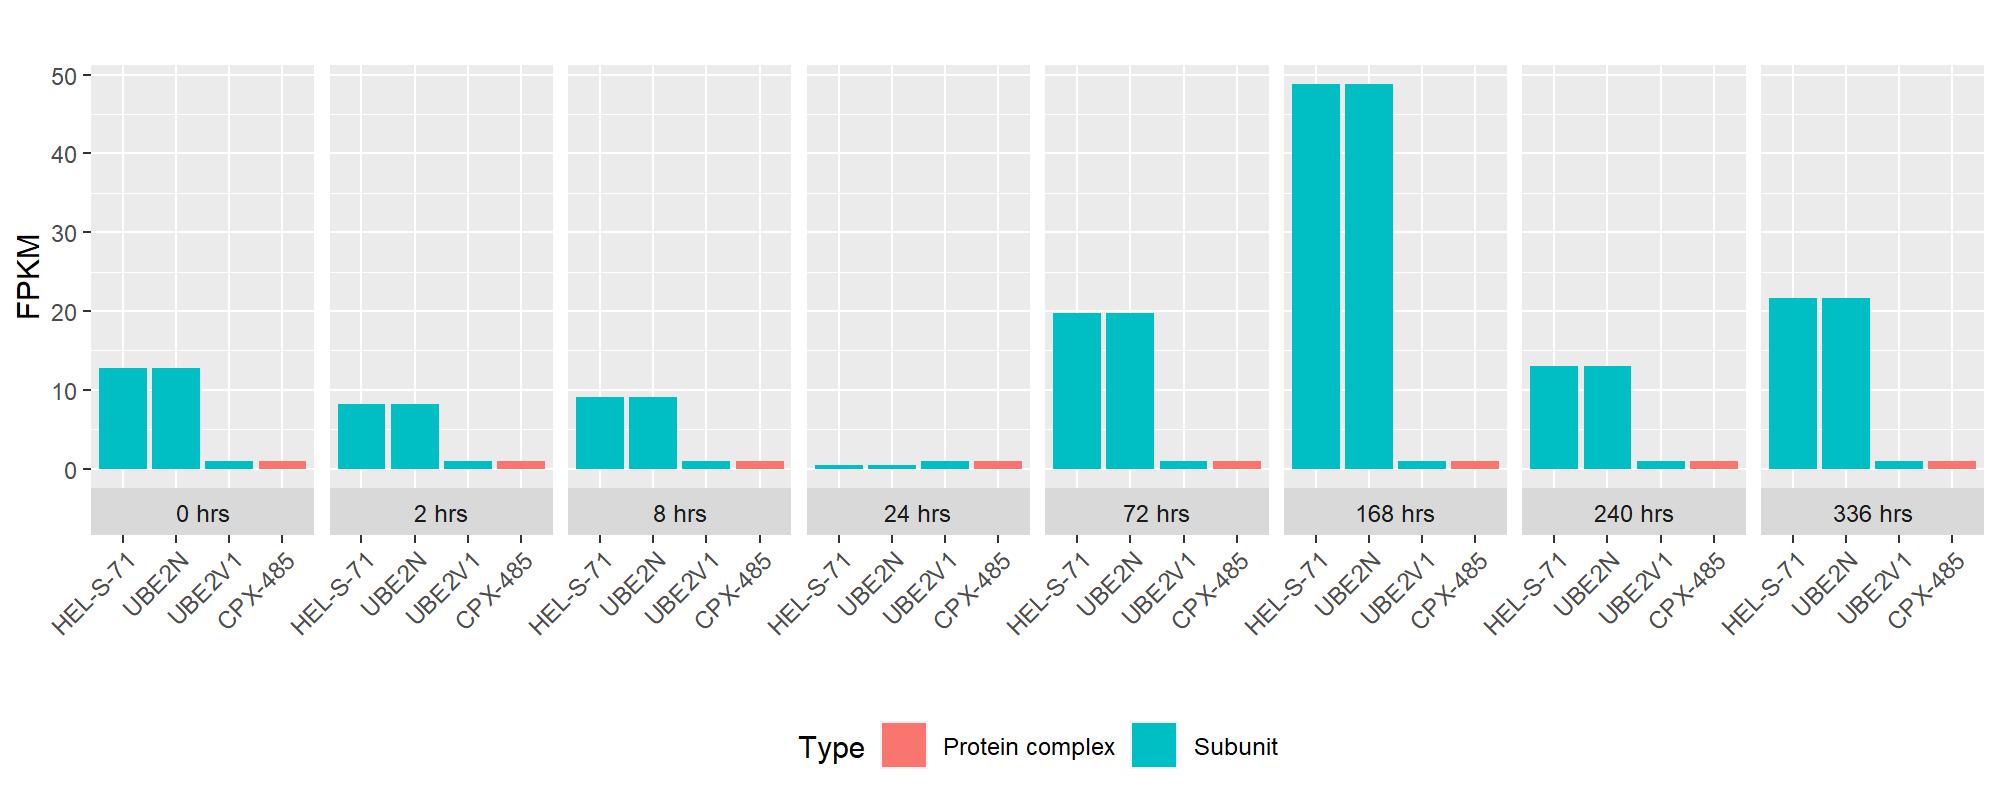 FPKM
50
40
30
20
10
0
0 hrs 2 hrs 8 hrs 24 hrs 72 hrs 168 hrs 240 hrs 336 hrs
HEL-S-71 UBE2N UBE2V1 CPX-485 HEL-S-71 UBE2N UBE2V1 CPX-485 HEL-S-71 UBE2N UBE2V1 CPX-485 HEL-S-71 UBE2N UBE2V1 CPX-485 HEL-S-71 UBE2N UBE2V1 CPX-485 HEL-S-71 UBE2N UBE2V1 CPX-485 HEL-S-71 UBE2N UBE2V1 CPX-485 HEL-S-71 UBE2N UBE2V1 CPX-485
Type Protein complex Subunit